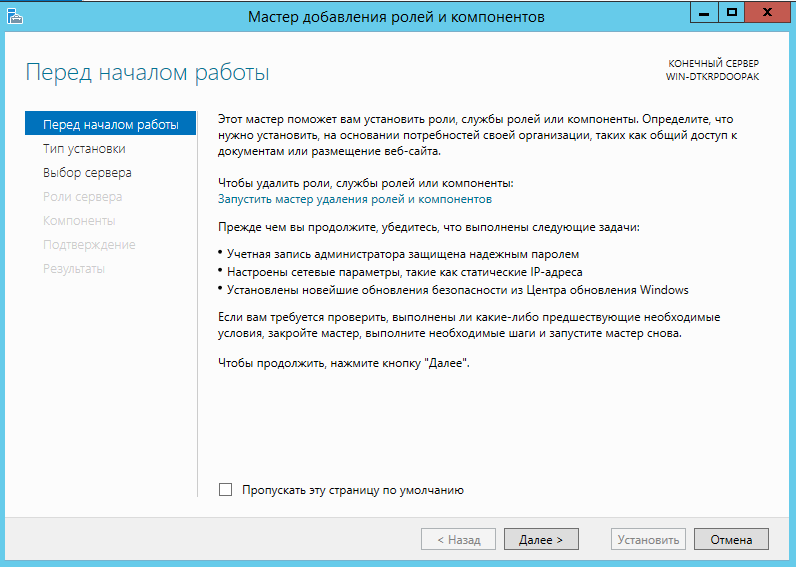 Мастер добавления ролей и компонентов
Перед началом работы
КОНЕЧНЫЙ СЕРВЕР
WIN-DTKRPDOOPAK
Перед началом работы
Тип установки
Выбор сервера
Роли сервера
Компоненты
Подтверждение
Результаты
Этот мастер поможет вам установить роли, службы ролей или компоненты. Определите, что
нужно установить, на основании потребностей своей организации, таких как общий доступ к
документам или размещение веб-сайта.
Чтобы удалить роли, службы ролей или компоненты:
Запустить мастер удаления ролей и компонентов
Прежде чем вы продолжите, убедитесь, что выполнены следующие задачи:
• Учетная запись администратора защищена надежным паролем
• Настроены сетевые параметры, такие как статические IP-адреса
• Установлены новейшие обновления безопасности из Центра обновления Windows
Если вам требуется проверить, выполнены ли какие-либо предшествующие необходимые
условия, закройте мастер, выполните необходимые шаги и запустите мастер снова.
Чтобы продолжить, нажмите кнопку "Далее".
Пропускать эту страницу по умолчанию
< Назад
Далее >
Установить
Отмена